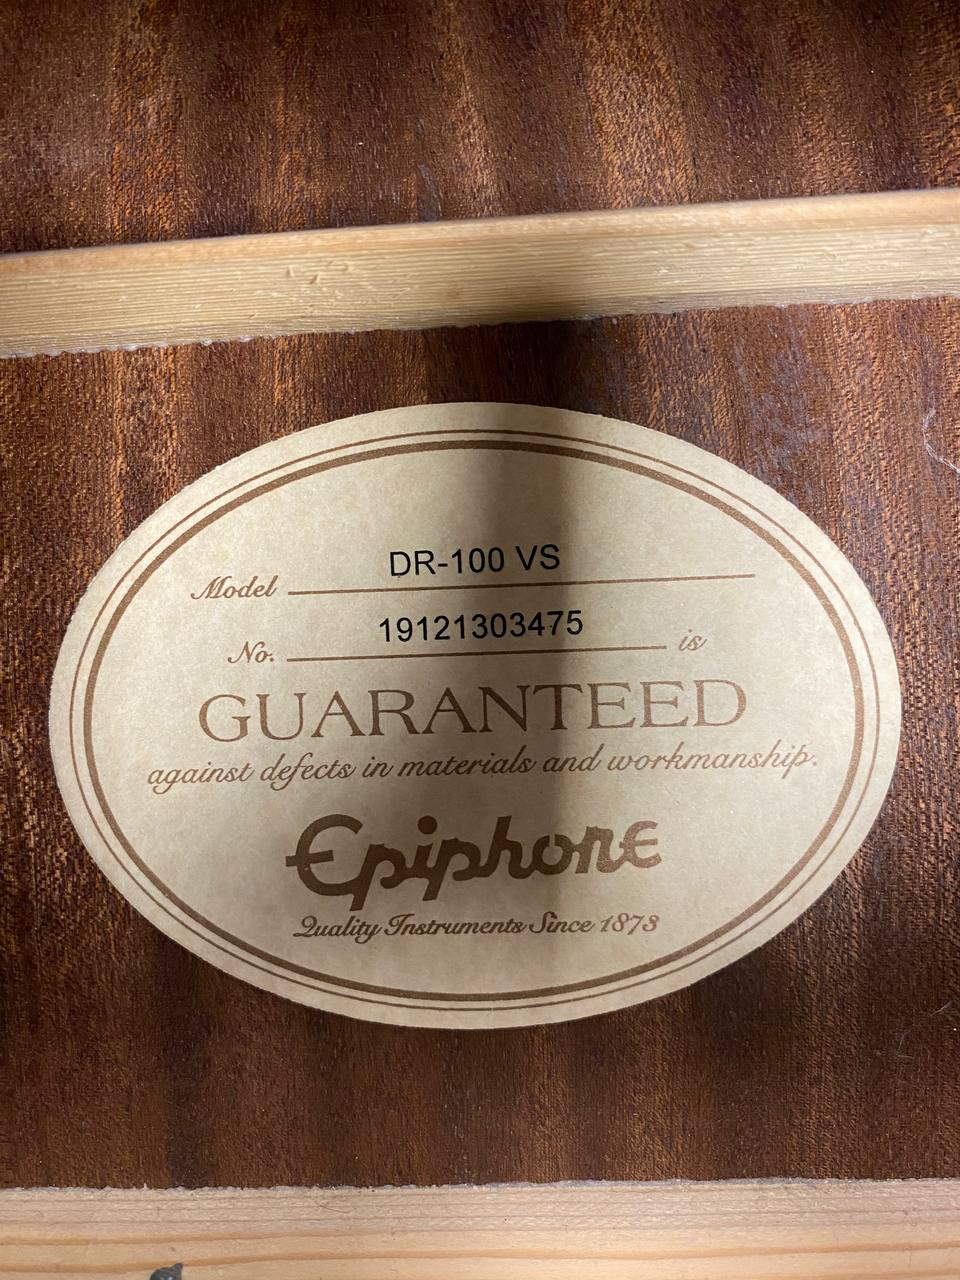 Model DR-100 VS
No. 19121303475 is
GUARANTEED
against defects in materials and workmanship.
Epiphone
Quality Instruments Since 1873